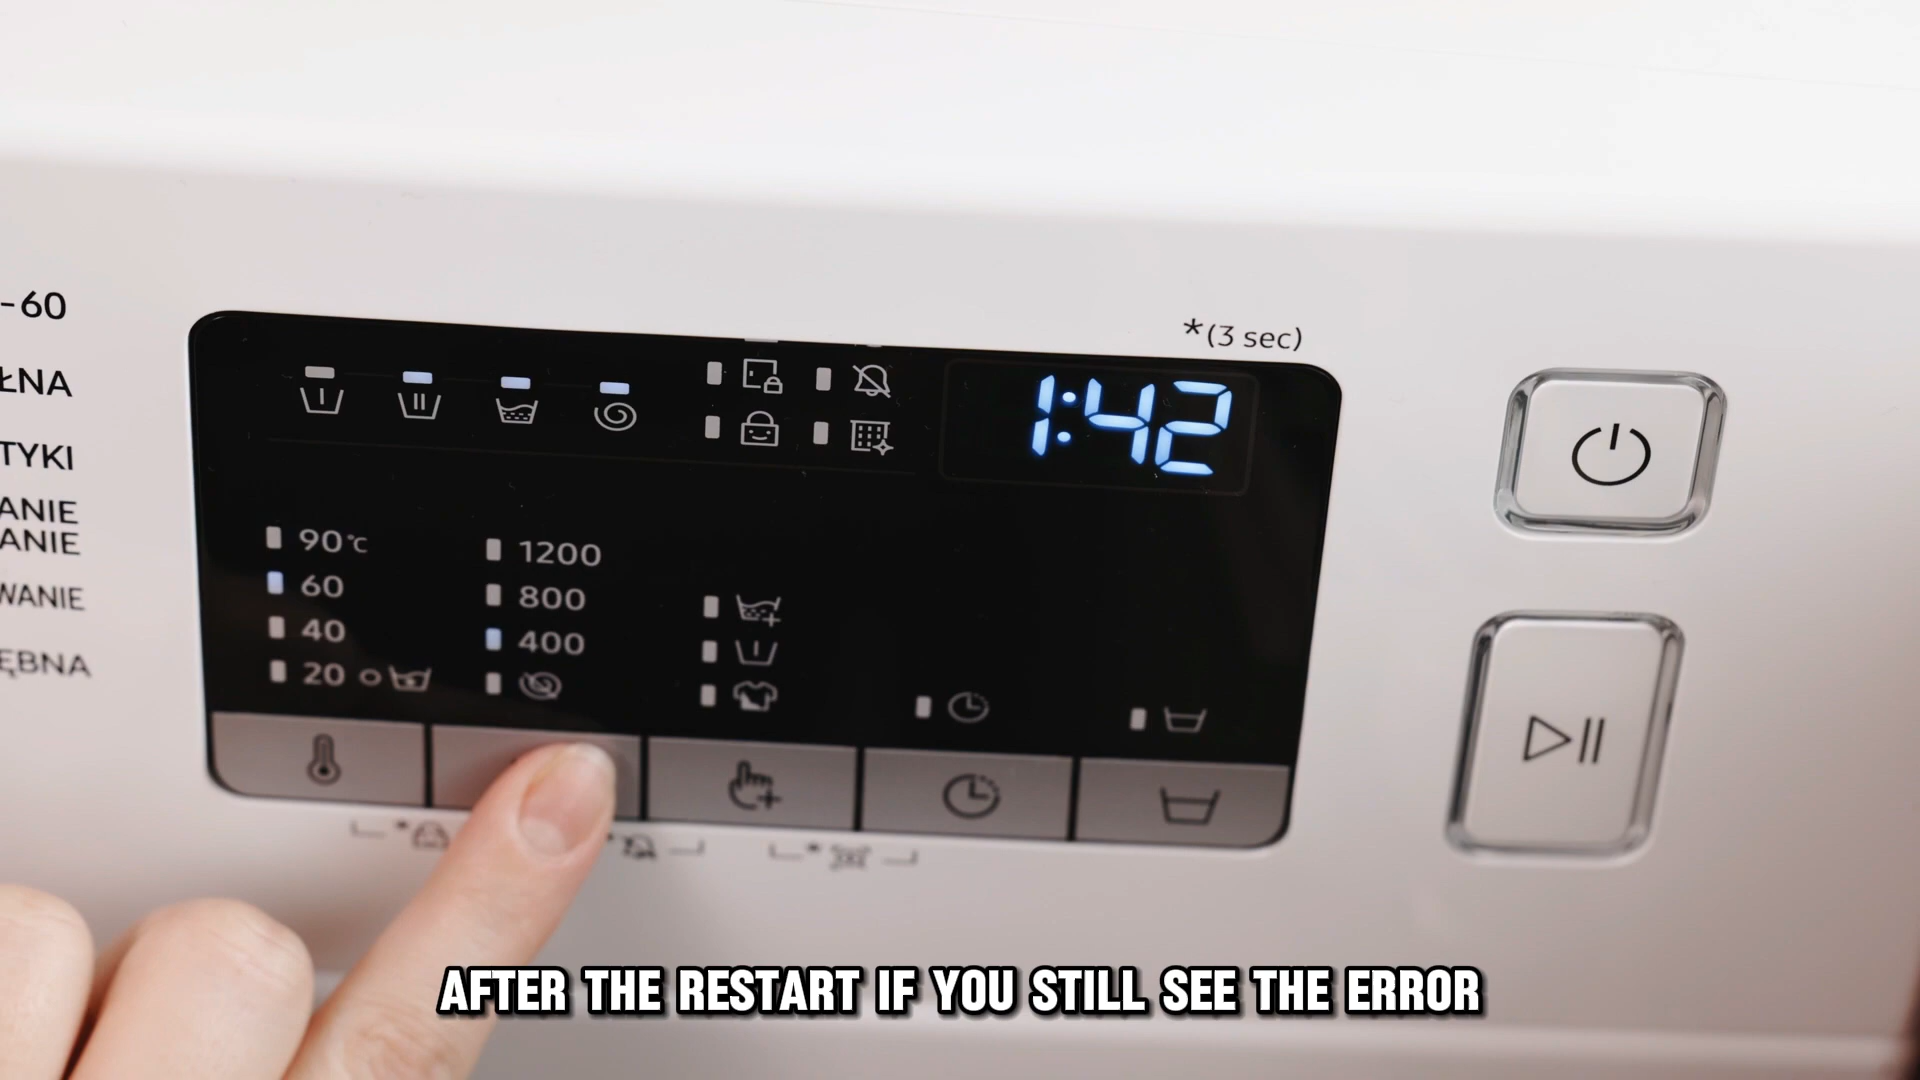 -60
ŁNA
TYKI
ANIE
ANIE
WANIE
ĘBNA
*(3 sec)
1:42
90°C
60
40
20
1200
800
400
AFTER THE RESTART IF YOU STILL SEE THE ERROR